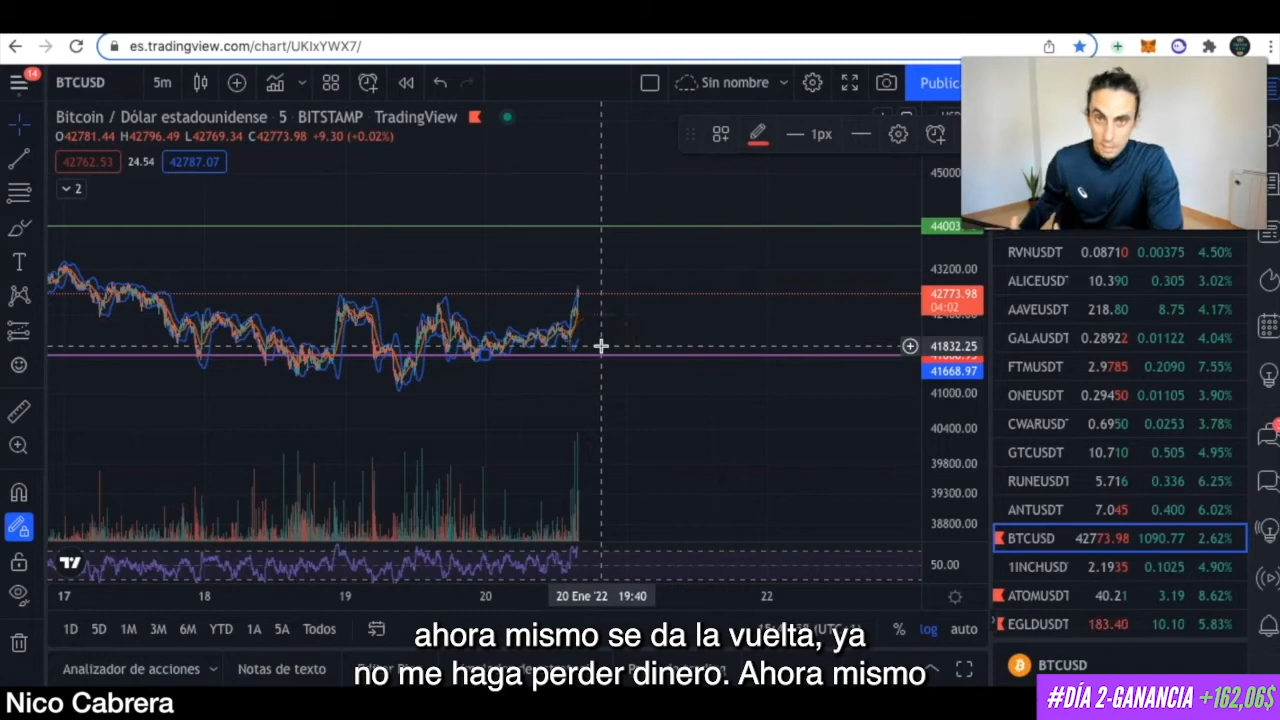 es.tradingview.com/chart/UKIxYWX7/
14
BTCUSD 5m Sin nombre Public
Bitcoin / Dólar estadounidense · 5 · BITSTAMP · TradingView
O42781.44 H42796.49 L42769.34 C42773.98 +9.30 (+0.02%)
42762.53 24.54 42787.07
2
1px
45000
44003
43200.00
42773.98
04:02
41832.25
41668.97
41000.00
40400.00
39800.00
39300.00
38800.00
50.00
RVNUSDT 0.08710 0.00375 4.50%
ALICEUSDT 10.390 0.305 3.02%
AAVEUSDT 218.80 8.75 4.17%
GALAUSDT 0.28922 0.01122 4.04%
FTMUSDT 2.9785 0.2090 7.55%
ONEUSDT 0.29450 0.01105 3.90%
CWARUSDT 0.6950 0.0253 3.78%
GTCUSDT 10.710 0.505 4.95%
RUNEUSDT 5.716 0.336 6.25%
ANTUSDT 7.045 0.400 6.02%
BTCUSD 42773.98 1090.77 2.62%
1INCHUSD 2.1935 0.1025 4.90%
ATOMUSDT 40.21 3.19 8.62%
EGLDUSDT 183.40 10.10 5.83%
17 18 19 20 20 Ene '22 19:40 22
1D 5D 1M 3M 6M YTD 1A 5A Todos % log auto
ahora mismo se da la vuelta, ya
no me haga perder dinero. Ahora mismo
Analizador de acciones Notas de texto
BTCUSD
Nico Cabrera
#DÍA 2-GANANCIA +162,06$